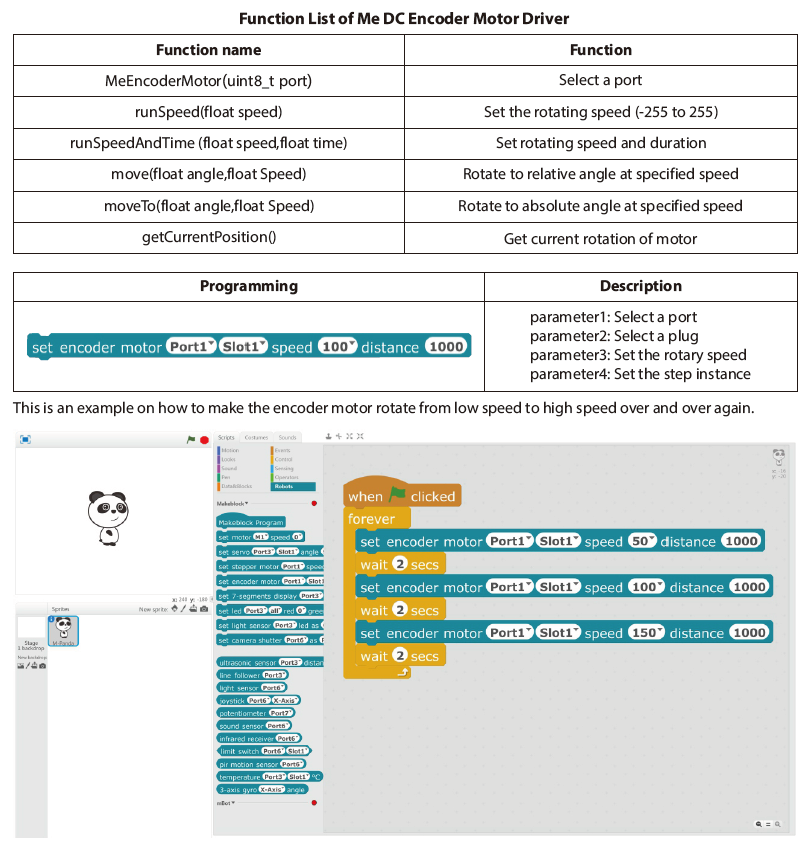 Function List of Me DC Encoder Motor Driver
Function name Function
MeEncoderMotor(uint8_t port) Select a port
runSpeed(float speed) Set the rotating speed (-255 to 255)
runSpeedAndTime (float speed,float time) Set rotating speed and duration
move(float angle,float Speed) Rotate to relative angle at specified speed
moveTo(float angle,float Speed) Rotate to absolute angle at specified speed
getCurrentPosition() Get current rotation of motor
Programming Description
set encoder motor Port1 Slot1 speed 100 distance 1000
parameter1: Select a port
parameter2: Select a plug
parameter3: Set the rotary speed
parameter4: Set the step instance
This is an example on how to make the encoder motor rotate from low speed to high speed over and over again.
Scripts Costumes Sounds
Motion Events
Looks Control
Sound Sensing
Pen Operators
Data&Blocks Robots
Makeblock
Makeblock Program
set motor M1 speed 0
set servo Port3 Slot1 angle
set stepper motor Port1 speed
set encoder motor Port1 Slot1
set 7-segments display Port3
set led Port3 all red 0 green
set light sensor Port3 led as
set camera shutter Port6 as
ultrasonic sensor Port3 distan
line follower Port3
light sensor Port6
joystick Port6 X-Axis
potentiometer Port7
sound sensor Port6
infrared receiver Port6
limit switch Port6 Slot1
pir motion sensor Port6
temperature Port3 Slot1 °C
3-axis gyro X-Axis angle
mBot
Sprites New sprite:
Stage
1 backdrop
New backdrop
M-Panda
when clicked
forever
set encoder motor Port1 Slot1 speed 50 distance 1000
wait 2 secs
set encoder motor Port1 Slot1 speed 100 distance 1000
wait 2 secs
set encoder motor Port1 Slot1 speed 150 distance 1000
wait 2 secs